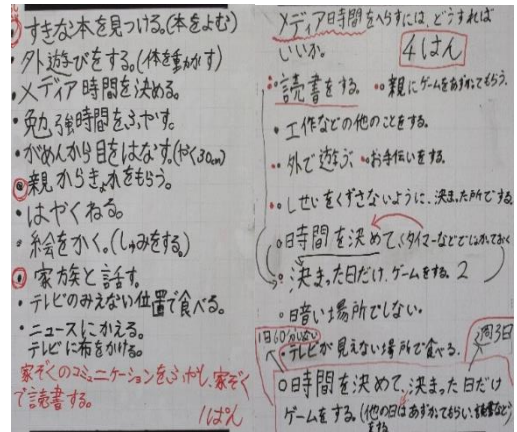 すきな本を見つける。(本をよむ)
外遊びをする。(体を動かす)
・メディア時間を決める。
・勉強時間をふやす。
・がめんから目をはなす。(やく30cm)
親からきょかをもらう。
・はやくねる。
・絵をかく。(しゅみをする)
家族と話す。
・テレビのみえない位置で食べる。
・ニュースにかえる。
テレビに布をかける。
家ぞくのコミュニケーションをふやし、家ぞく
で読書する。
1ぱん
メディア時間をへらすには、どうすれば
いいか。
4はん
読書をする。 親にゲームをあずかってもらう。
・工作などの他のことをする。
外で遊ぶ お手伝いをする。
しせいをくずさないように、決まった所でする。
○時間を決めて、(タイマーなどではかっておく
決まった日だけ、ゲームをする 2
○暗い場所でしない。
1日60分以ない
・テレビが見えない場所で食べる。
週3日
○時間を決めて、決まった日だけ
ゲームをする (他の日はあずかってもらい、読書など)
をする